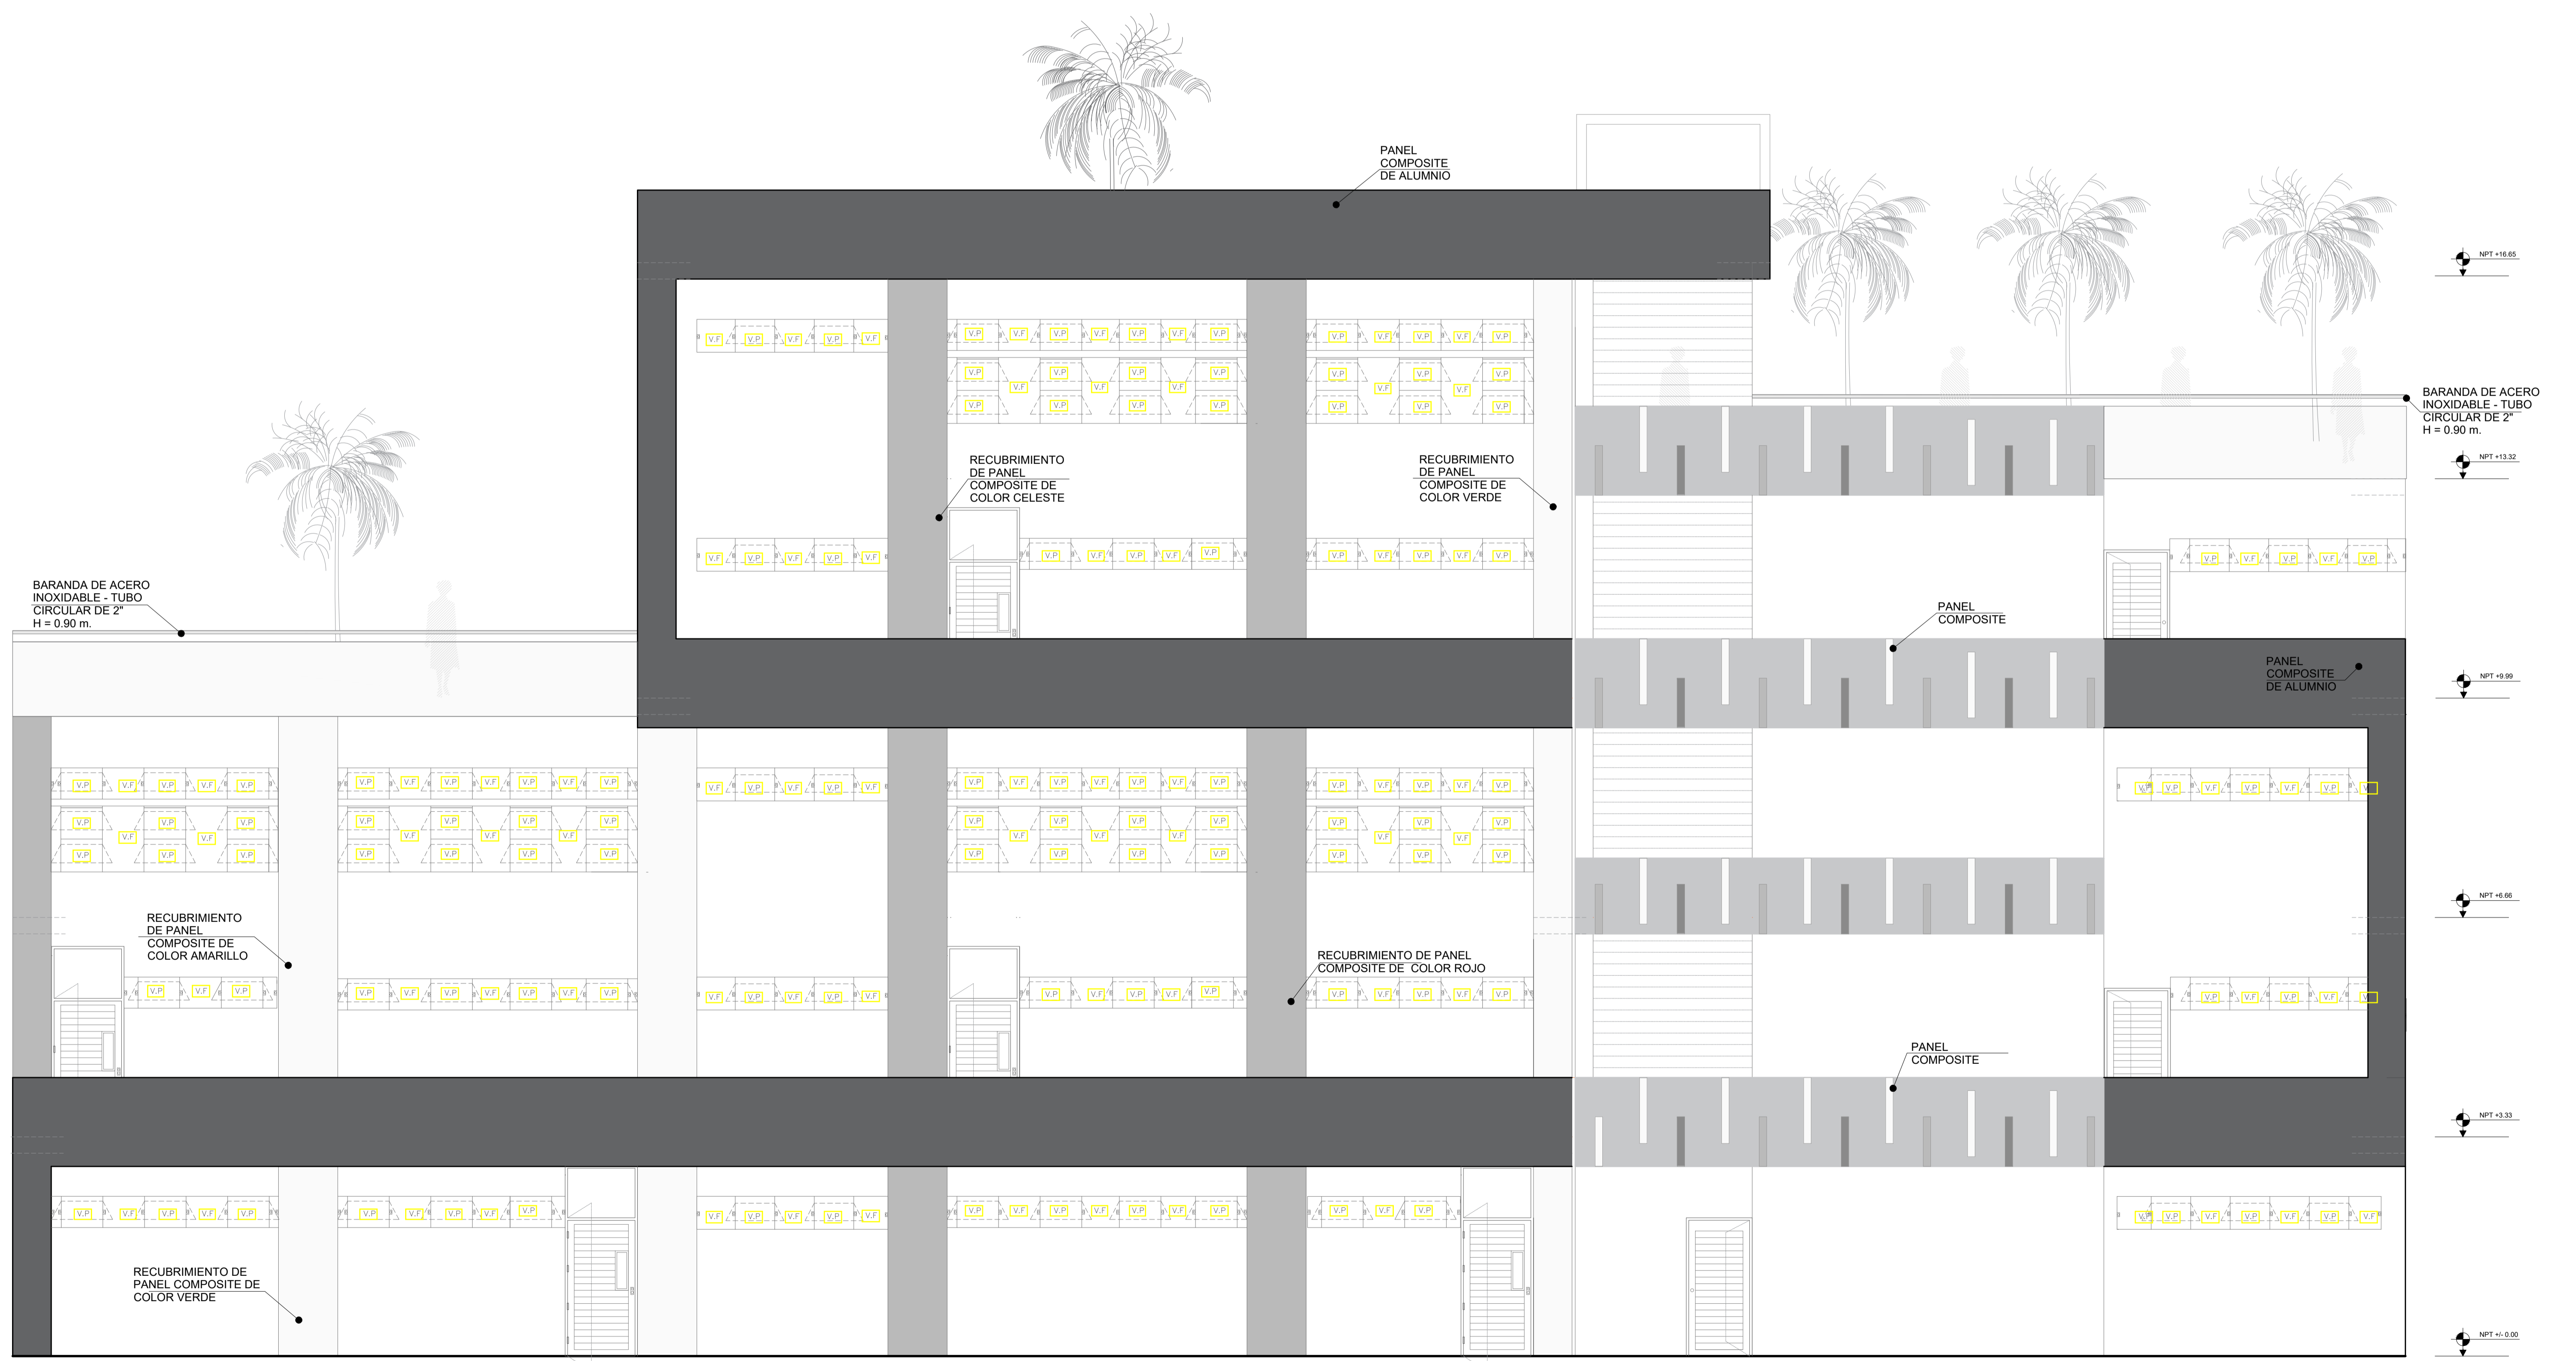 PANEL
COMPOSITE
DE ALUMNIO
NPT +16.65
V.F V.P V.F V.P V.F V.P V.F V.P V.F V.P V.F V.P V.P V.F V.P V.F V.P
V.P V.P V.P V.P V.P V.P V.P
V.F V.F V.F V.F V.F
V.P V.P V.P V.P V.P V.P V.P
BARANDA DE ACERO
INOXIDABLE - TUBO
CIRCULAR DE 2"
H = 0.90 m.
NPT +13.32
RECUBRIMIENTO
DE PANEL
COMPOSITE DE
COLOR CELESTE
RECUBRIMIENTO
DE PANEL
COMPOSITE DE
COLOR VERDE
V.F V.P V.F V.P V.F V.P V.F V.P V.F V.P V.P V.F V.P V.F V.P V.P V.F V.P V.F V.P
BARANDA DE ACERO
INOXIDABLE - TUBO
CIRCULAR DE 2"
H = 0.90 m.
PANEL
COMPOSITE
PANEL
COMPOSITE
DE ALUMNIO
NPT +9.99
V.P V.F V.P V.F V.P V.P V.F V.P V.F V.P V.F V.P V.F V.P V.F V.P V.F V.P V.F V.P V.F V.P V.F V.P V.P V.F V.P V.F V.P V.P V.F V.P V.F V.P
V.P V.P V.P V.P V.P V.P V.P V.P V.P V.P V.P V.P V.P V.P
V.F V.F V.F V.F V.F V.F V.F V.F V.F V.F
V.P V.P V.P V.P V.P V.P V.P V.P V.P V.P V.P V.P V.P V.P
NPT +6.66
RECUBRIMIENTO
DE PANEL
COMPOSITE DE
COLOR AMARILLO
RECUBRIMIENTO DE PANEL
COMPOSITE DE COLOR ROJO
V.P V.F V.P V.P V.F V.P V.F V.P V.F V.P V.F V.P V.F V.P V.F V.P V.F V.P V.F V.P V.P V.F V.P V.F V.P V.P V.F V.P V.F
PANEL
COMPOSITE
NPT +3.33
V.P V.F V.P V.F V.P V.P V.F V.P V.F V.P V.F V.P V.F V.P V.F V.P V.F V.P V.F V.P V.F V.P V.P V.F V.P V.P V.F V.P V.F V.P V.F
RECUBRIMIENTO DE
PANEL COMPOSITE DE
COLOR VERDE
NPT +/- 0.00